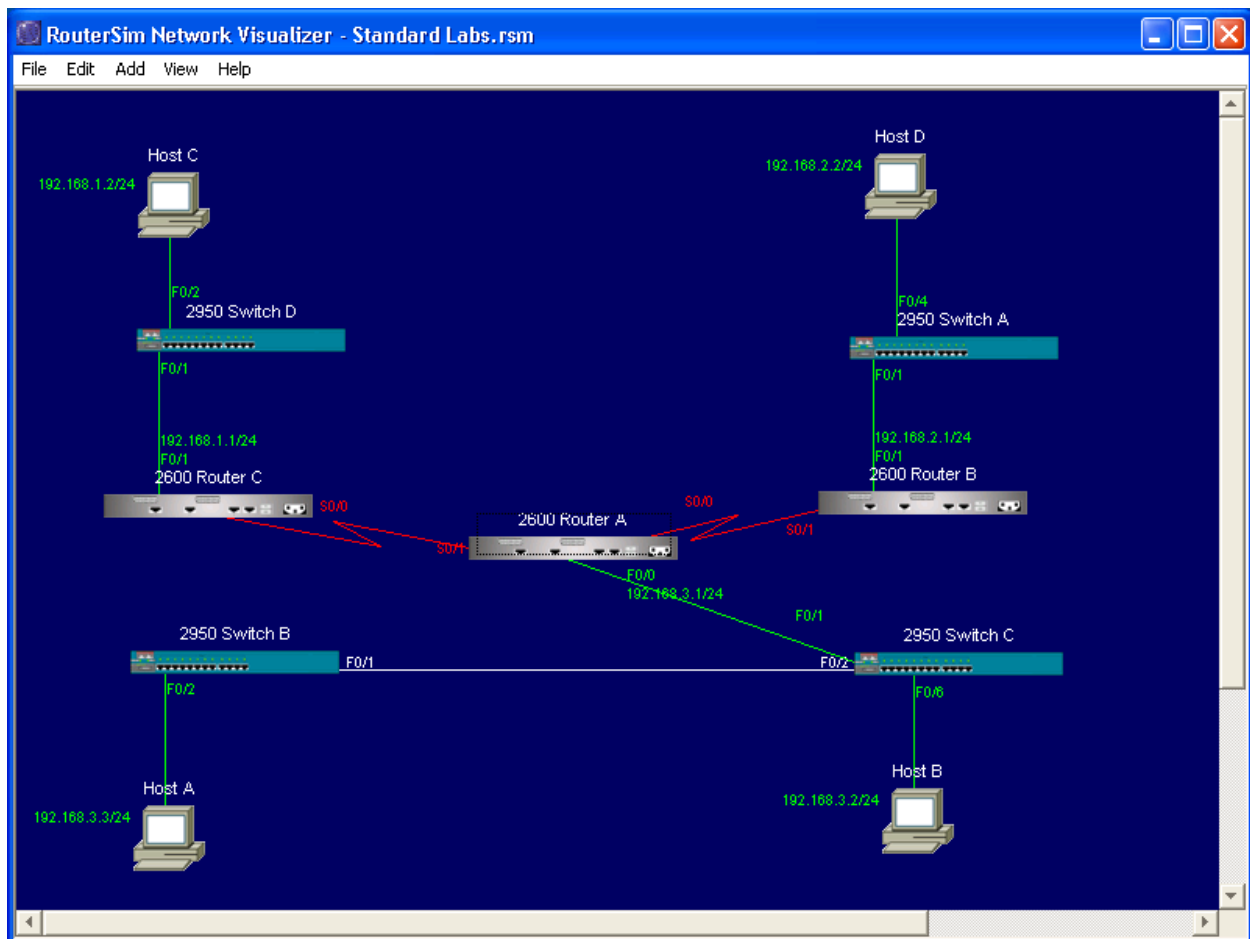 RouterSim Network Visualizer - Standard Labs.rsm
File Edit Add View Help
Host C
192.168.1.2/24
Host D
192.168.2.2/24
F0/2
2950 Switch D
F0/4
2950 Switch A
F0/1
F0/1
192.168.1.1/24
F0/1
2600 Router C
192.168.2.1/24
F0/1
2600 Router B
S0/0
S0/1
2600 Router A
S0/0
S0/1
F0/0
192.168.3.1/24
F0/1
2950 Switch B
F0/1
2950 Switch C
F0/2
F0/2
F0/6
Host A
192.168.3.3/24
Host B
192.168.3.2/24